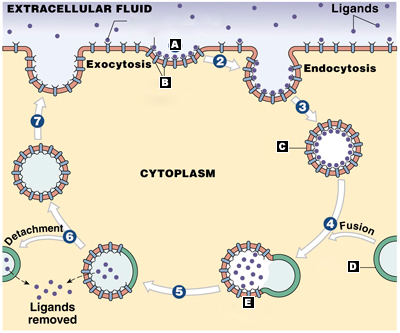 EXTRACELLULAR FLUID
Ligands
A
Exocytosis
B
2
Endocytosis
3
7
C
CYTOPLASM
4
Fusion
Detachment
6
D
E
5
Ligands
removed